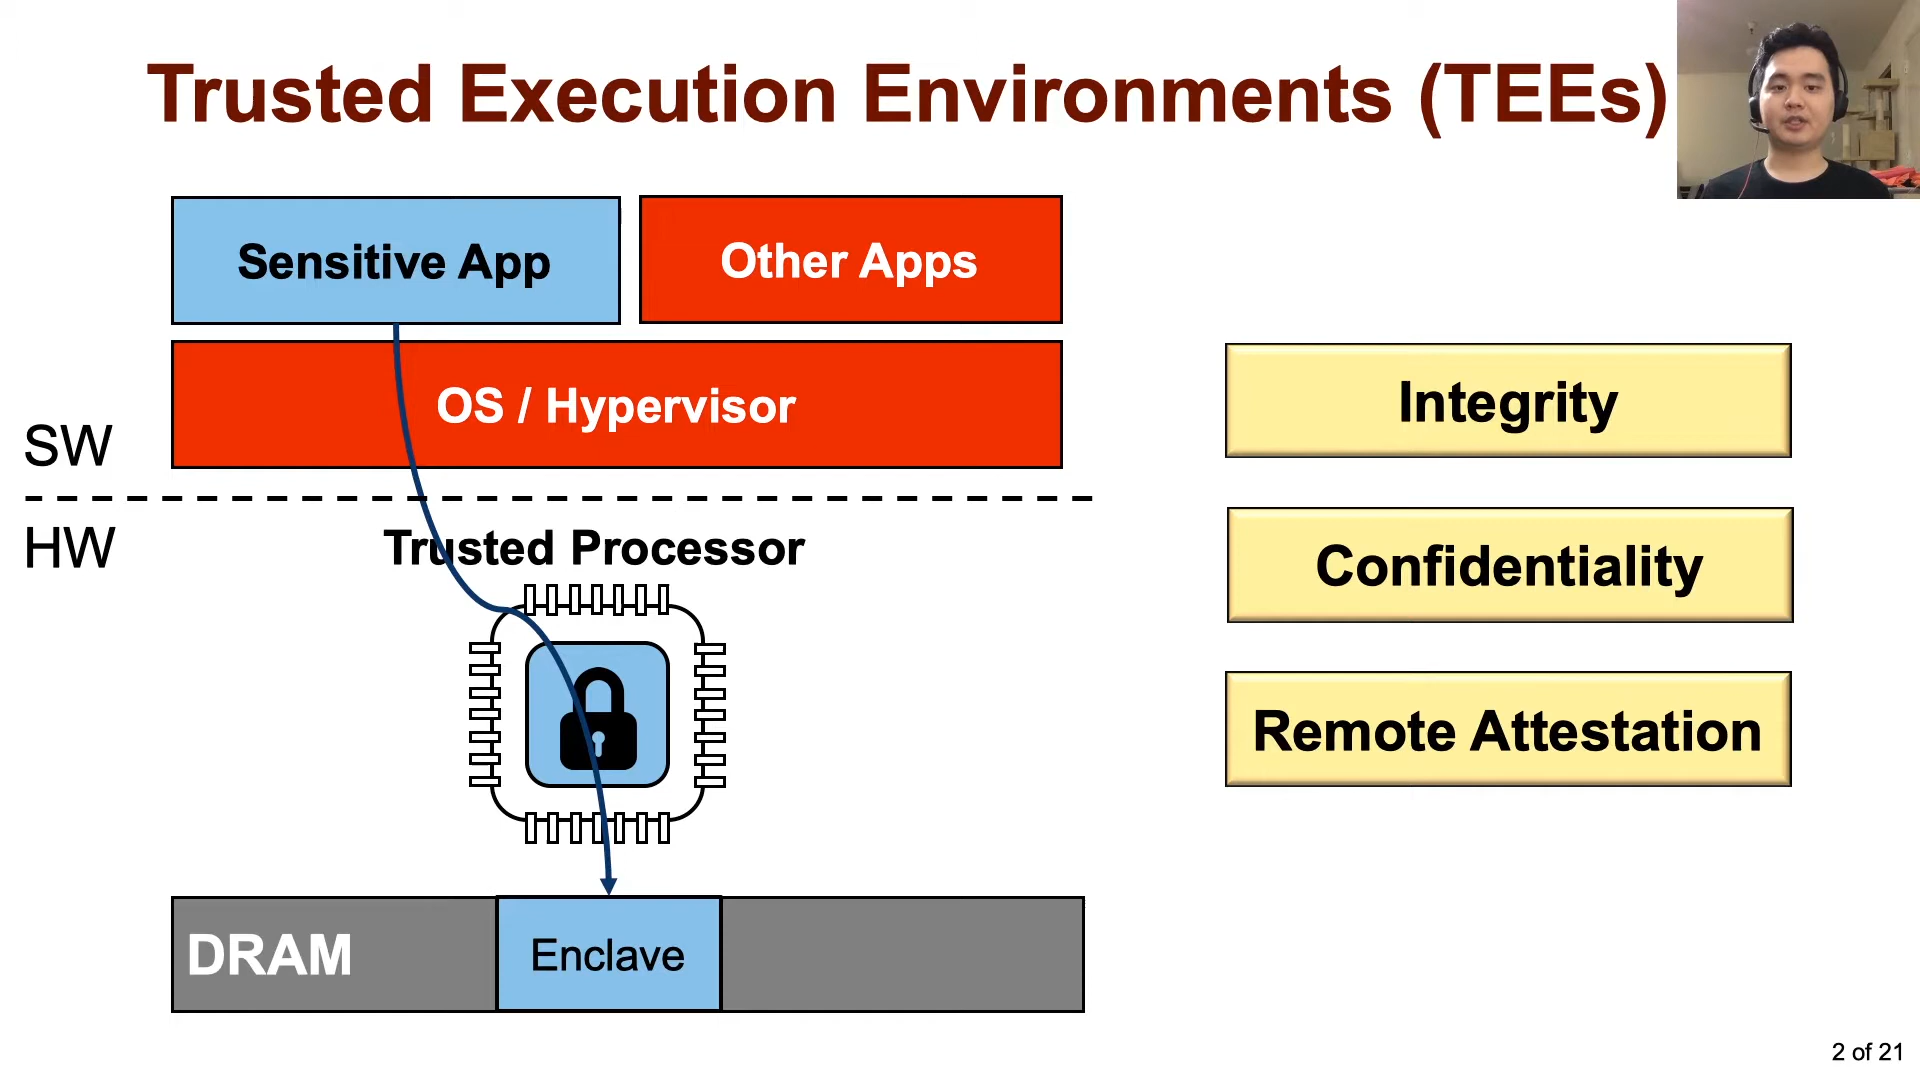 Trusted Execution Environments (TEEs)
Sensitive App
Other Apps
OS / Hypervisor
SW
HW
Trusted Processor
DRAM
Enclave
Integrity
Confidentiality
Remote Attestation
2 of 21